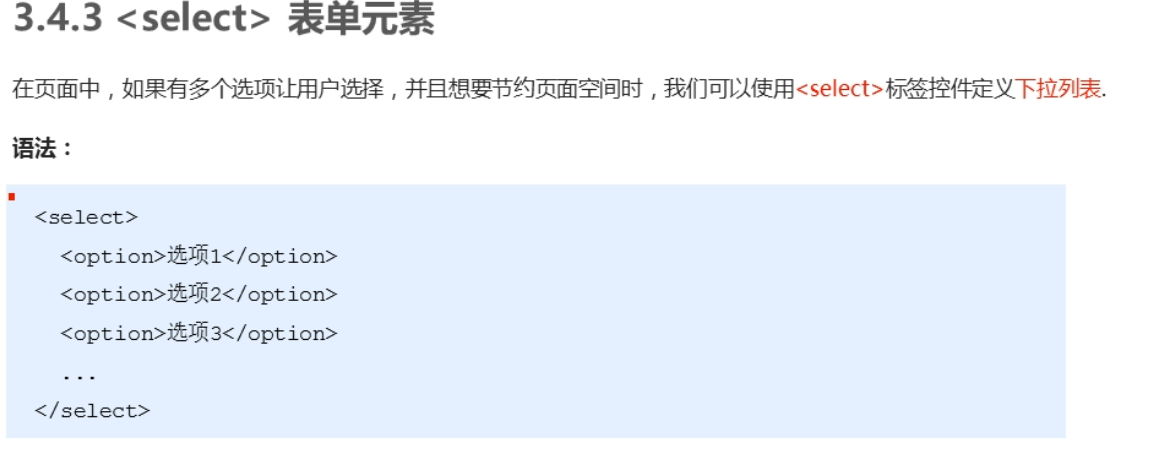 3.4.3 <select> 表单元素
在页面中，如果有多个选项让用户选择，并且想要节约页面空间时，我们可以使用<select>标签控件定义下拉列表.
语法：
<select>
<option>选项1</option>
<option>选项2</option>
<option>选项3</option>
...
</select>